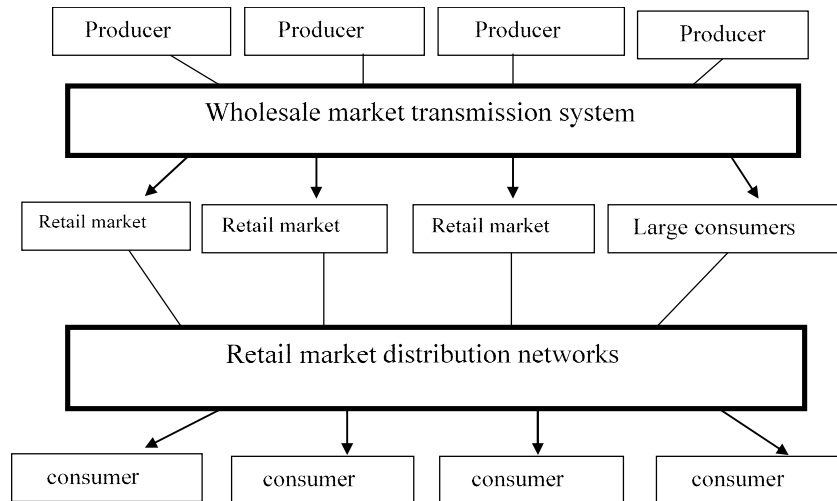 Producer
Producer
Producer
Producer
Wholesale market transmission system
Retail market
Retail market
Retail market
Large consumers
Retail market distribution networks
consumer
consumer
consumer
consumer